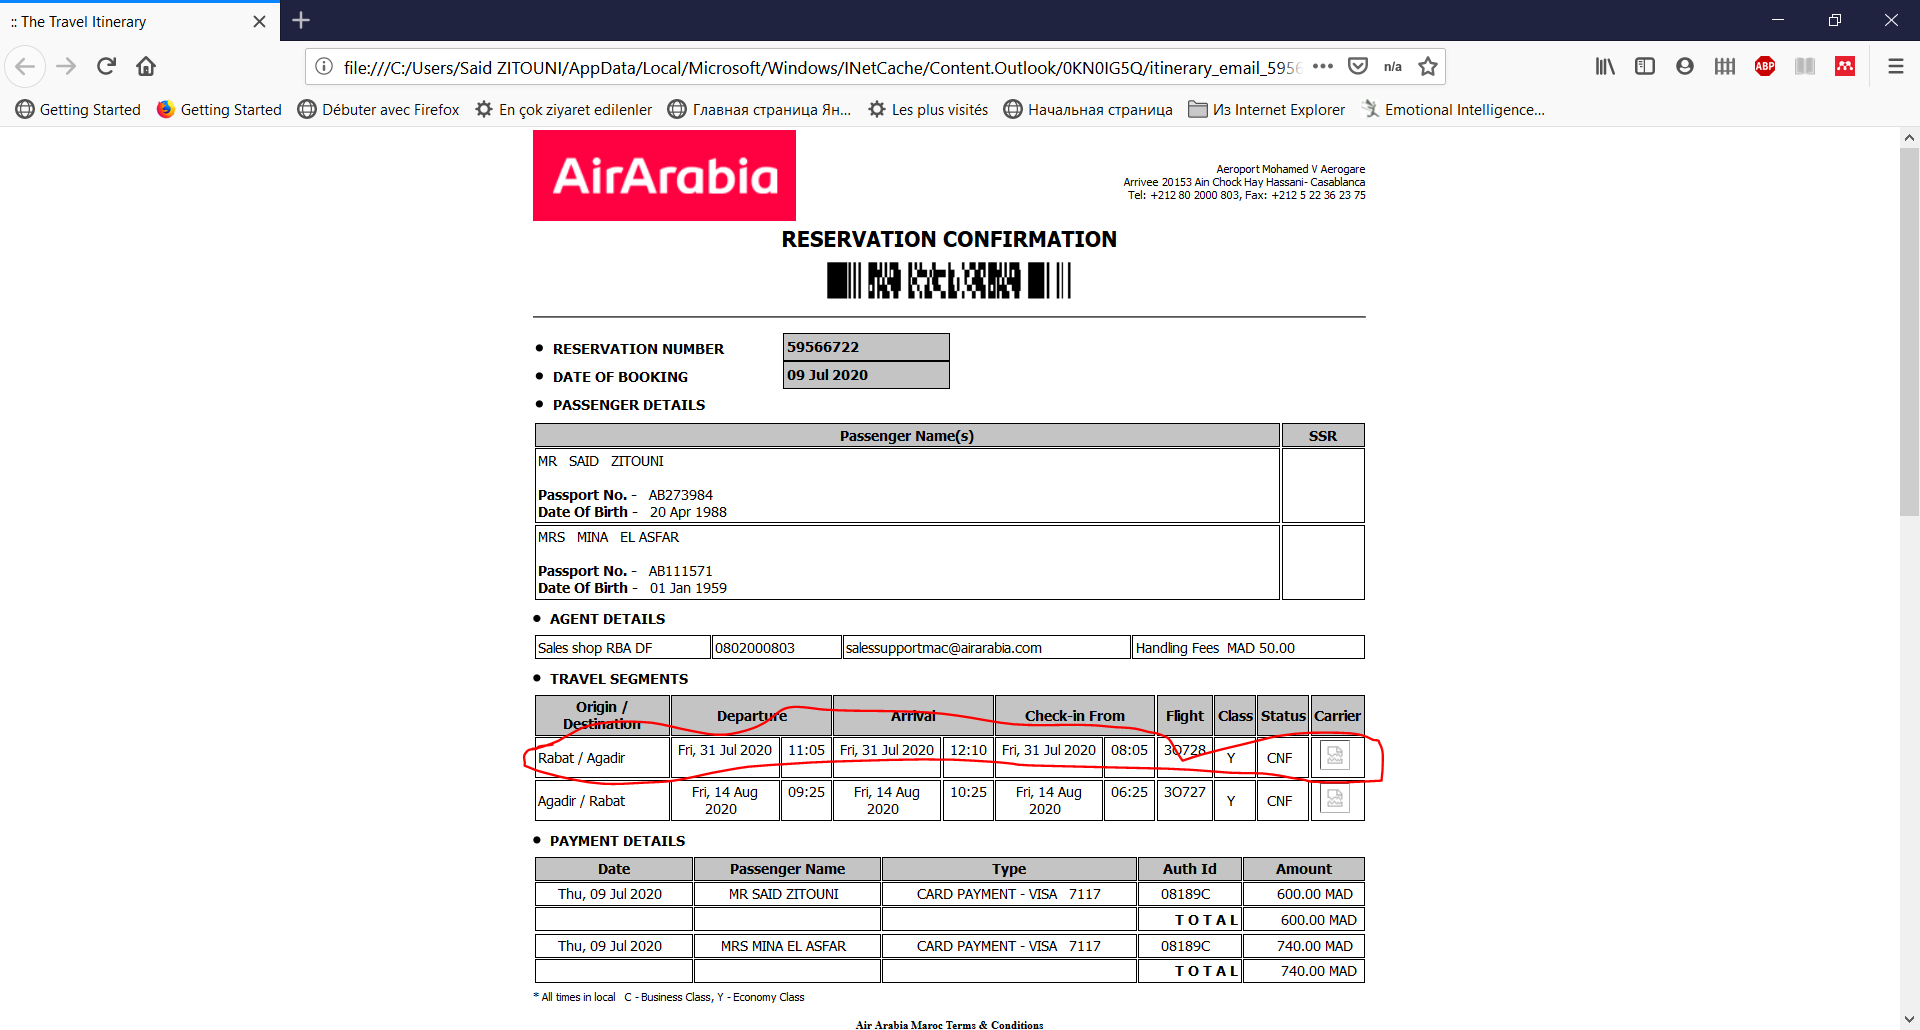 :: The Travel Itinerary
file:///C:/Users/Said ZITOUNI/AppData/Local/Microsoft/Windows/INetCache/Content.Outlook/0KN0IG5Q/itinerary_email_5956
n/a
ABP
Getting Started
Getting Started
Débuter avec Firefox
En çok ziyaret edilenler
Главная страница Ян...
Les plus visités
Начальная страница
Из Internet Explorer
Emotional Intelligence...
AirArabia
Aeroport Mohamed V Aerogare
Arrivee 20153 Ain Chock Hay Hassani- Casablanca
Tel: +212 80 2000 803, Fax: +212 5 22 36 23 75
RESERVATION CONFIRMATION
• RESERVATION NUMBER 59566722
• DATE OF BOOKING 09 Jul 2020
• PASSENGER DETAILS
Passenger Name(s) SSR
MR SAID ZITOUNI
Passport No. - AB273984
Date Of Birth - 20 Apr 1988
MRS MINA EL ASFAR
Passport No. - AB111571
Date Of Birth - 01 Jan 1959
• AGENT DETAILS
Sales shop RBA DF 0802000803 salessupportmac@airarabia.com Handling Fees MAD 50.00
• TRAVEL SEGMENTS
Origin / Destination Departure Arrival Check-in From Flight Class Status Carrier
Rabat / Agadir Fri, 31 Jul 2020 11:05 Fri, 31 Jul 2020 12:10 Fri, 31 Jul 2020 08:05 3O728 Y CNF
Agadir / Rabat Fri, 14 Aug 2020 09:25 Fri, 14 Aug 2020 10:25 Fri, 14 Aug 2020 06:25 3O727 Y CNF
• PAYMENT DETAILS
Date Passenger Name Type Auth Id Amount
Thu, 09 Jul 2020 MR SAID ZITOUNI CARD PAYMENT - VISA 7117 08189C 600.00 MAD
T O T A L 600.00 MAD
Thu, 09 Jul 2020 MRS MINA EL ASFAR CARD PAYMENT - VISA 7117 08189C 740.00 MAD
T O T A L 740.00 MAD
* All times in local C - Business Class, Y - Economy Class
Air Arabia Maroc Terms & Conditions